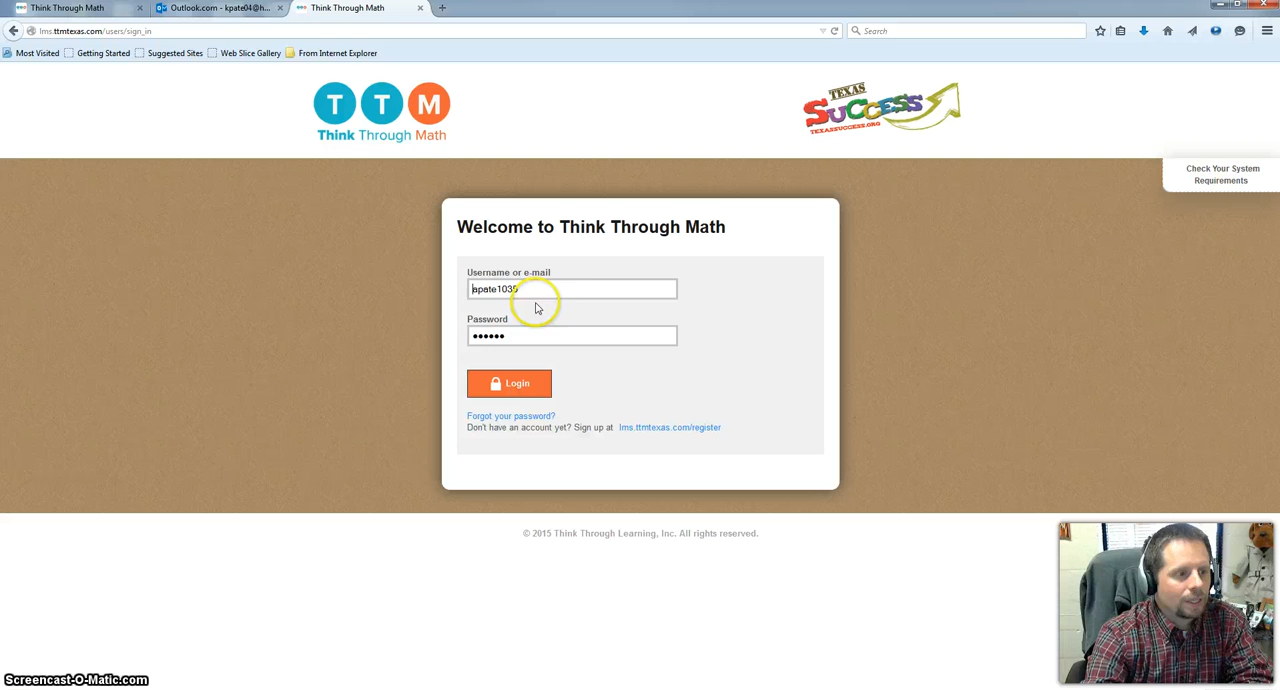 Think Through Math
Outlook.com - kpate04@h...
Think Through Math
lms.ttmtexas.com/users/sign_in
Search
Most Visited
Getting Started
Suggested Sites
Web Slice Gallery
From Internet Explorer
T T M
Think Through Math
TEXAS
SUCCESS
TEXASSUCCESS.ORG
Check Your System
Requirements
Welcome to Think Through Math
Username or e-mail
apate1035
Password
Login
Forgot your password?
Don't have an account yet? Sign up at lms.ttmtexas.com/register
© 2015 Think Through Learning, Inc. All rights reserved.
Screencast-O-Matic.com